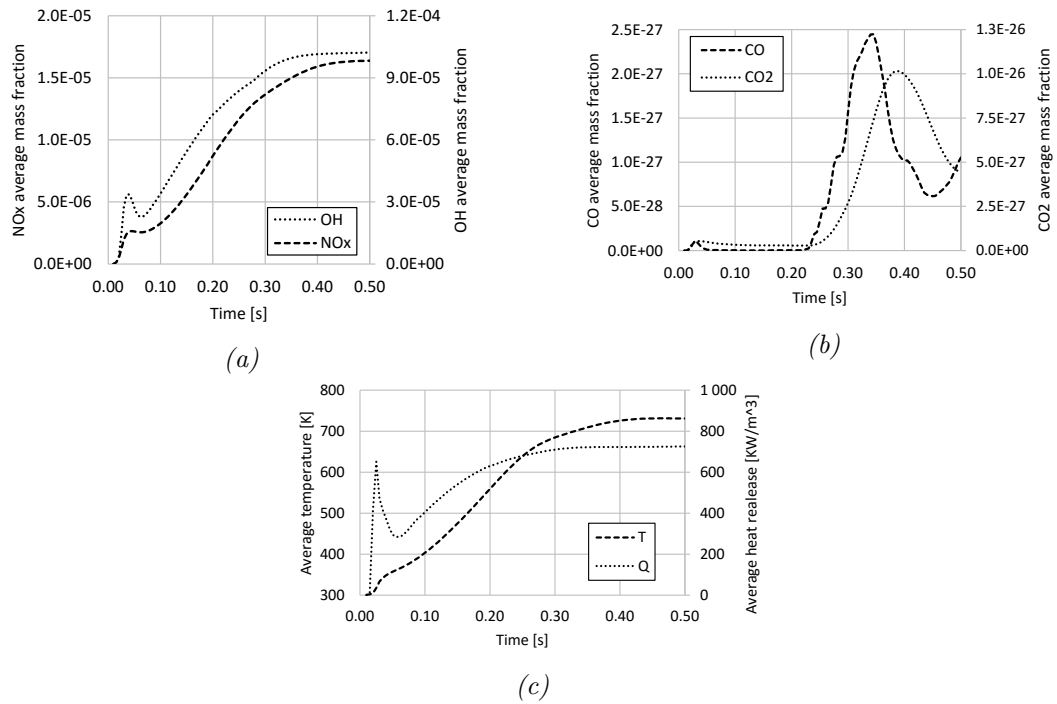 2.0E-05
1.5E-05
1.0E-05
5.0E-06
0.0E+00
NOx average mass fraction
1.2E-04
9.0E-05
6.0E-05
3.0E-05
0.0E+00
OH average mass fraction
OH
NOx
0.00 0.10 0.20 0.30 0.40 0.50
Time [s]
(a)
2.5E-27
2.0E-27
1.5E-27
1.0E-27
5.0E-28
0.0E+00
CO average mass fraction
1.3E-26
1.0E-26
7.5E-27
5.0E-27
2.5E-27
0.0E+00
CO2 average mass fraction
CO
CO2
0.00 0.10 0.20 0.30 0.40 0.50
Time [s]
(b)
800
700
600
500
400
300
Average temperature [K]
1 000
800
600
400
200
0
Average heat realease [KW/m^3]
T
Q
0.00 0.10 0.20 0.30 0.40 0.50
Time [s]
(c)